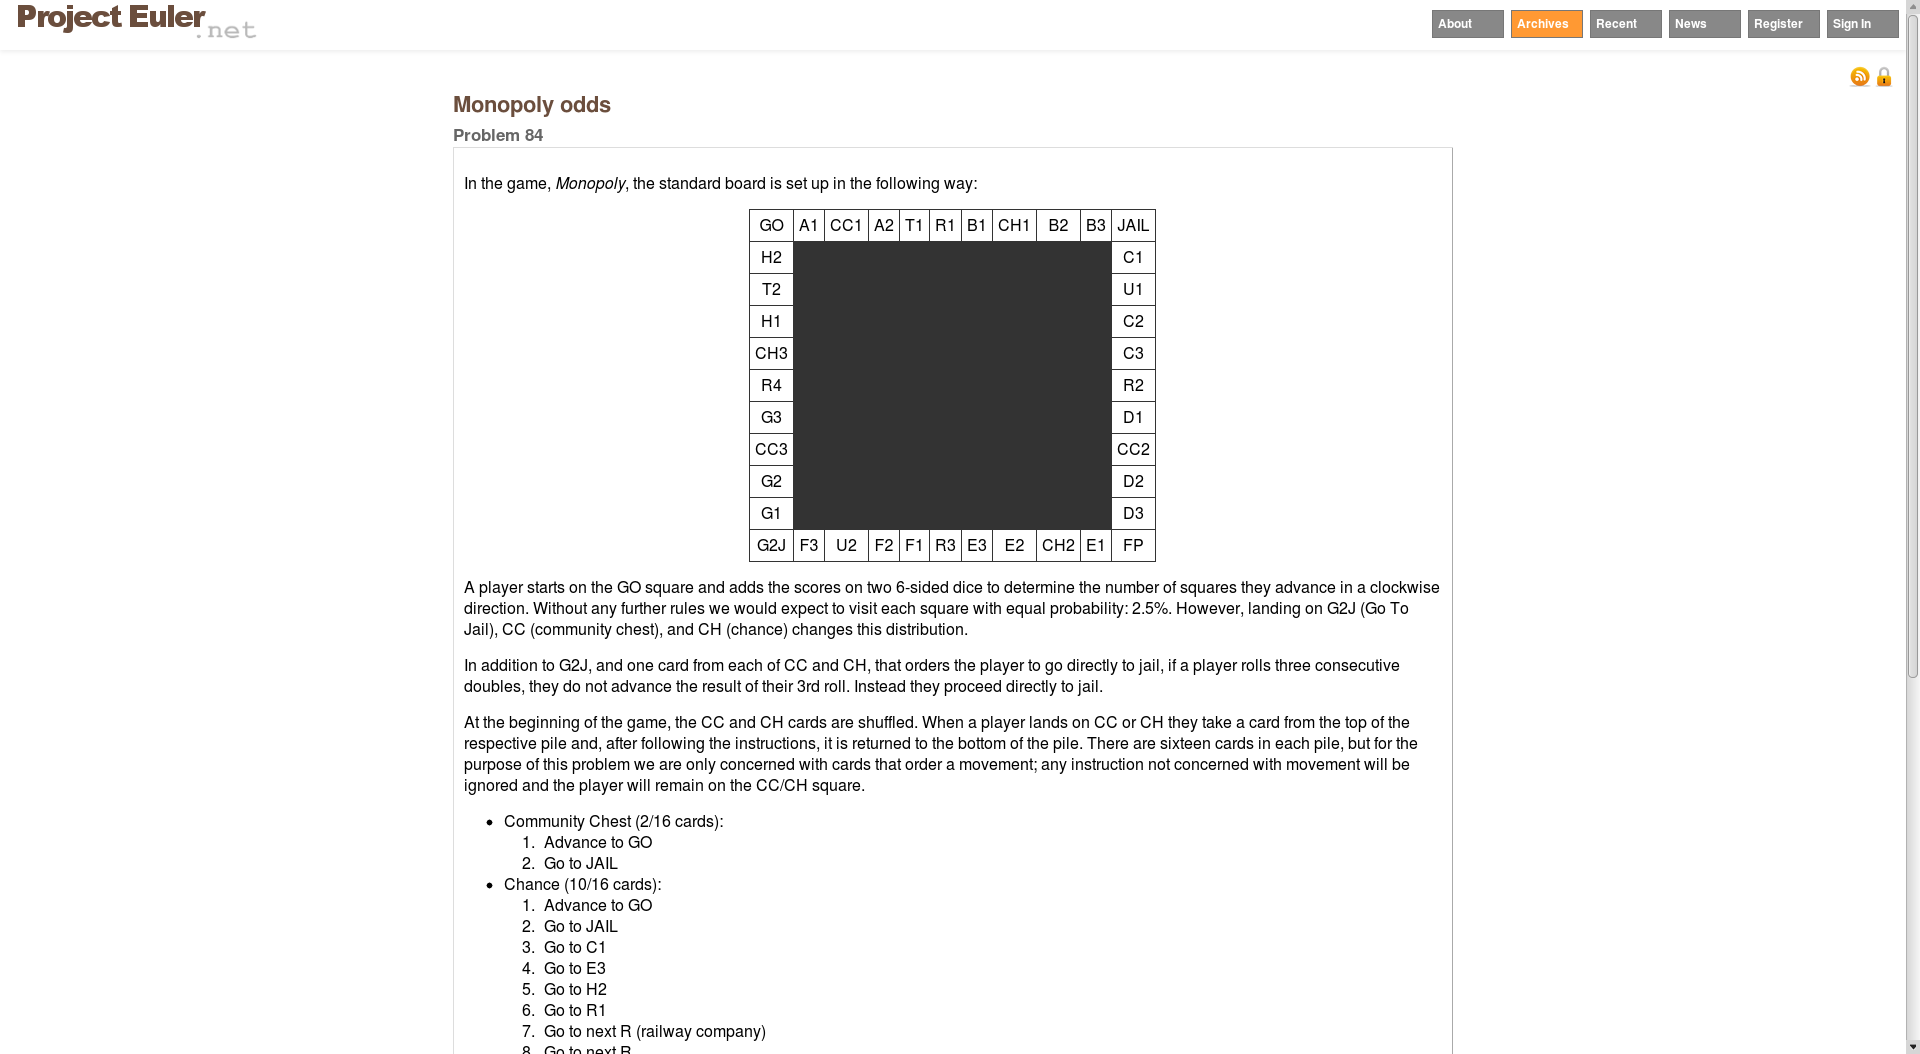 Project Euler .net
About Archives Recent News Register Sign In
Monopoly odds
Problem 84
In the game, Monopoly, the standard board is set up in the following way:
GO A1 CC1 A2 T1 R1 B1 CH1 B2 B3 JAIL
H2 C1
T2 U1
H1 C2
CH3 C3
R4 R2
G3 D1
CC3 CC2
G2 D2
G1 D3
G2J F3 U2 F2 F1 R3 E3 E2 CH2 E1 FP
A player starts on the GO square and adds the scores on two 6-sided dice to determine the number of squares they advance in a clockwise
direction. Without any further rules we would expect to visit each square with equal probability: 2.5%. However, landing on G2J (Go To
Jail), CC (community chest), and CH (chance) changes this distribution.
In addition to G2J, and one card from each of CC and CH, that orders the player to go directly to jail, if a player rolls three consecutive
doubles, they do not advance the result of their 3rd roll. Instead they proceed directly to jail.
At the beginning of the game, the CC and CH cards are shuffled. When a player lands on CC or CH they take a card from the top of the
respective pile and, after following the instructions, it is returned to the bottom of the pile. There are sixteen cards in each pile, but for the
purpose of this problem we are only concerned with cards that order a movement; any instruction not concerned with movement will be
ignored and the player will remain on the CC/CH square.
• Community Chest (2/16 cards):
1. Advance to GO
2. Go to JAIL
• Chance (10/16 cards):
1. Advance to GO
2. Go to JAIL
3. Go to C1
4. Go to E3
5. Go to H2
6. Go to R1
7. Go to next R (railway company)
8. Go to next R